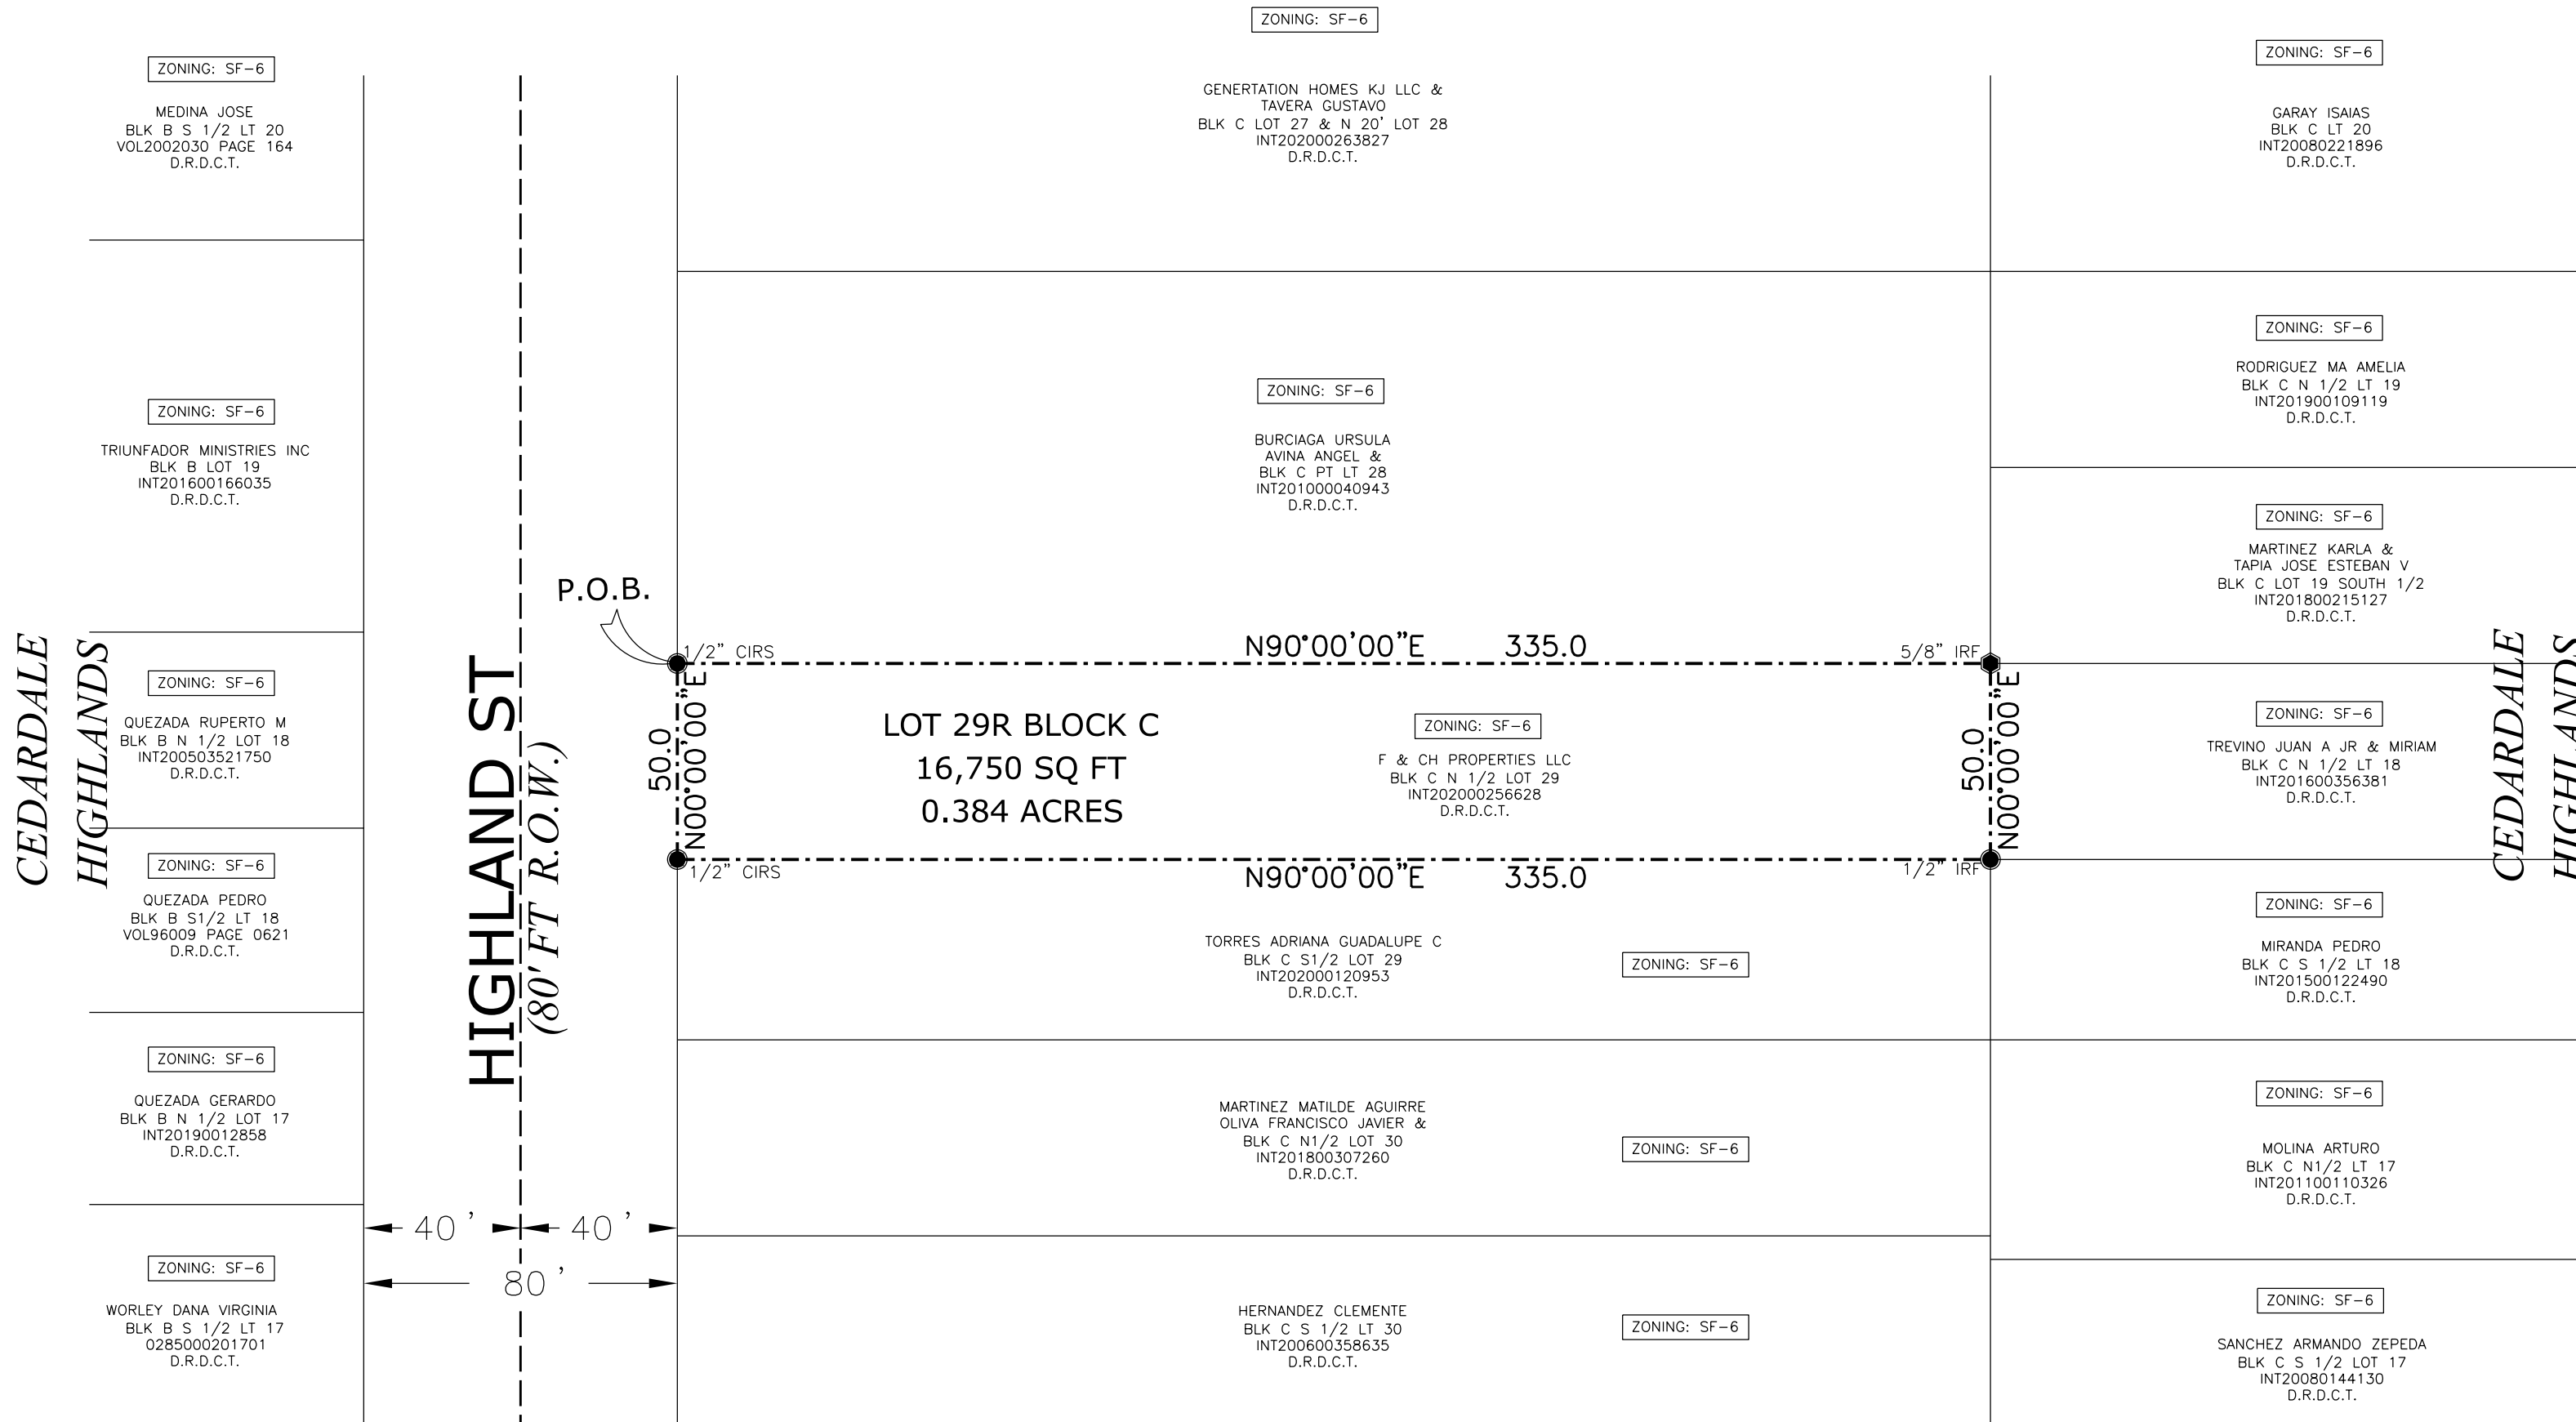 ZONING: SF-6
MEDINA JOSE
BLK B S 1/2 LT 20
VOL2002030 PAGE 164
D.R.D.C.T.
ZONING: SF-6
TRIUNFADOR MINISTRIES INC
BLK B LOT 19
INT201600166035
D.R.D.C.T.
CEDARDALE
HIGHLANDS
ZONING: SF-6
QUEZADA RUPERTO M
BLK B N 1/2 LOT 18
INT200503521750
D.R.D.C.T.
ZONING: SF-6
QUEZADA PEDRO
BLK B S1/2 LT 18
VOL96009 PAGE 0621
D.R.D.C.T.
ZONING: SF-6
QUEZADA GERARDO
BLK B N 1/2 LOT 17
INT20190012858
D.R.D.C.T.
ZONING: SF-6
WORLEY DANA VIRGINIA
BLK B S 1/2 LT 17
0285000201701
D.R.D.C.T.
HIGHLAND ST
(80' FT R.O.W.)
40'
40'
80'
ZONING: SF-6
GENERTATION HOMES KJ LLC &
TAVERA GUSTAVO
BLK C LOT 27 & N 20' LOT 28
INT202000263827
D.R.D.C.T.
ZONING: SF-6
BURCIAGA URSULA
AVINA ANGEL &
BLK C PT LT 28
INT201000040943
D.R.D.C.T.
P.O.B.
1/2" CIRS
N90°00'00"E 335.0
5/8" IRF
50.0
N00°00'00"E
LOT 29R BLOCK C
16,750 SQ FT
0.384 ACRES
ZONING: SF-6
F & CH PROPERTIES LLC
BLK C N 1/2 LOT 29
INT202000256628
D.R.D.C.T.
50.0
N00°00'00"E
1/2" CIRS
N90°00'00"E 335.0
1/2" IRF
TORRES ADRIANA GUADALUPE C
BLK C S1/2 LOT 29
INT202000120953
D.R.D.C.T.
ZONING: SF-6
MARTINEZ MATILDE AGUIRRE
OLIVA FRANCISCO JAVIER &
BLK C N1/2 LOT 30
INT201800307260
D.R.D.C.T.
ZONING: SF-6
HERNANDEZ CLEMENTE
BLK C S 1/2 LT 30
INT200600358635
D.R.D.C.T.
ZONING: SF-6
ZONING: SF-6
GARAY ISAIAS
BLK C LT 20
INT20080221896
D.R.D.C.T.
ZONING: SF-6
RODRIGUEZ MA AMELIA
BLK C N 1/2 LT 19
INT201900109119
D.R.D.C.T.
ZONING: SF-6
MARTINEZ KARLA &
TAPIA JOSE ESTEBAN V
BLK C LOT 19 SOUTH 1/2
INT201800215127
D.R.D.C.T.
ZONING: SF-6
TREVINO JUAN A JR & MIRIAM
BLK C N 1/2 LT 18
INT201600356381
D.R.D.C.T.
CEDARDALE
HIGHLANDS
ZONING: SF-6
MIRANDA PEDRO
BLK C S 1/2 LT 18
INT201500122490
D.R.D.C.T.
ZONING: SF-6
MOLINA ARTURO
BLK C N1/2 LT 17
INT201100110326
D.R.D.C.T.
ZONING: SF-6
SANCHEZ ARMANDO ZEPEDA
BLK C S 1/2 LOT 17
INT20080144130
D.R.D.C.T.